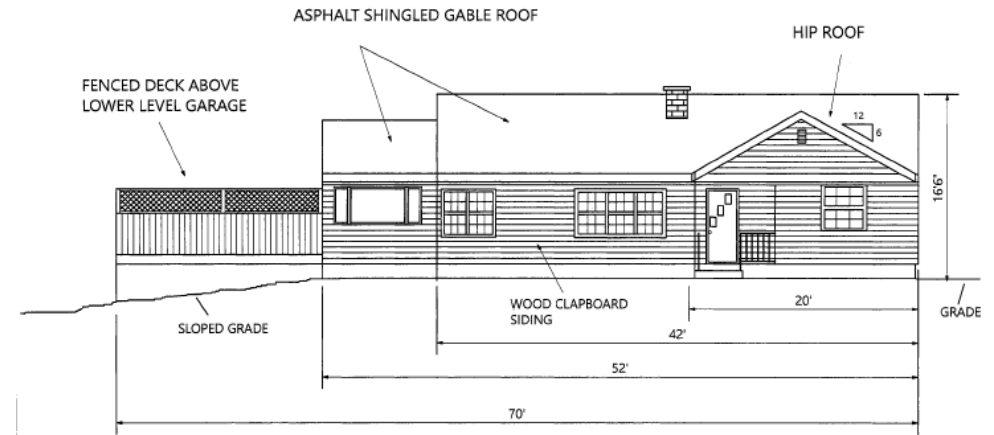 ASPHALT SHINGLED GABLE ROOF
HIP ROOF
FENCED DECK ABOVE
LOWER LEVEL GARAGE
12
6
16'6"
WOOD CLAPBOARD
SIDING
20'
GRADE
SLOPED GRADE
42'
52'
70'